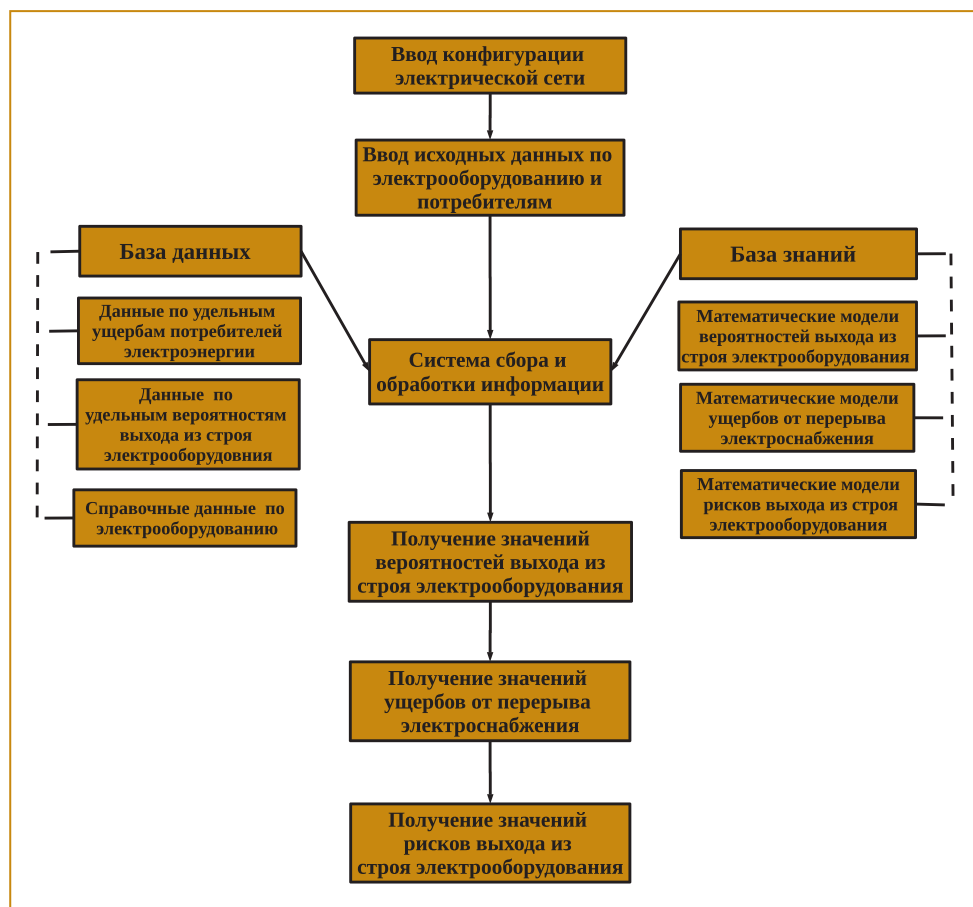 Ввод конфигурации
электрической сети
Ввод исходных данных по
электрооборудованию и
потребителям
База данных
Данные по удельным
ущербам потребителей
электроэнергии
Данные по
удельным вероятностям
выхода из строя
электрооборудовния
Справочные данные по
электрооборудованию
База знаний
Математические модели
вероятностей выхода из
строя электрооборудования
Математические модели
ущербов от перерыва
электроснабжения
Математические модели
рисков выхода из строя
электрооборудования
Система сбора и
обработки информации
Получение значений
вероятностей выхода из
строя электрооборудования
Получение значений
ущербов от перерыва
электроснабжения
Получение значений
рисков выхода из
строя электрооборудования